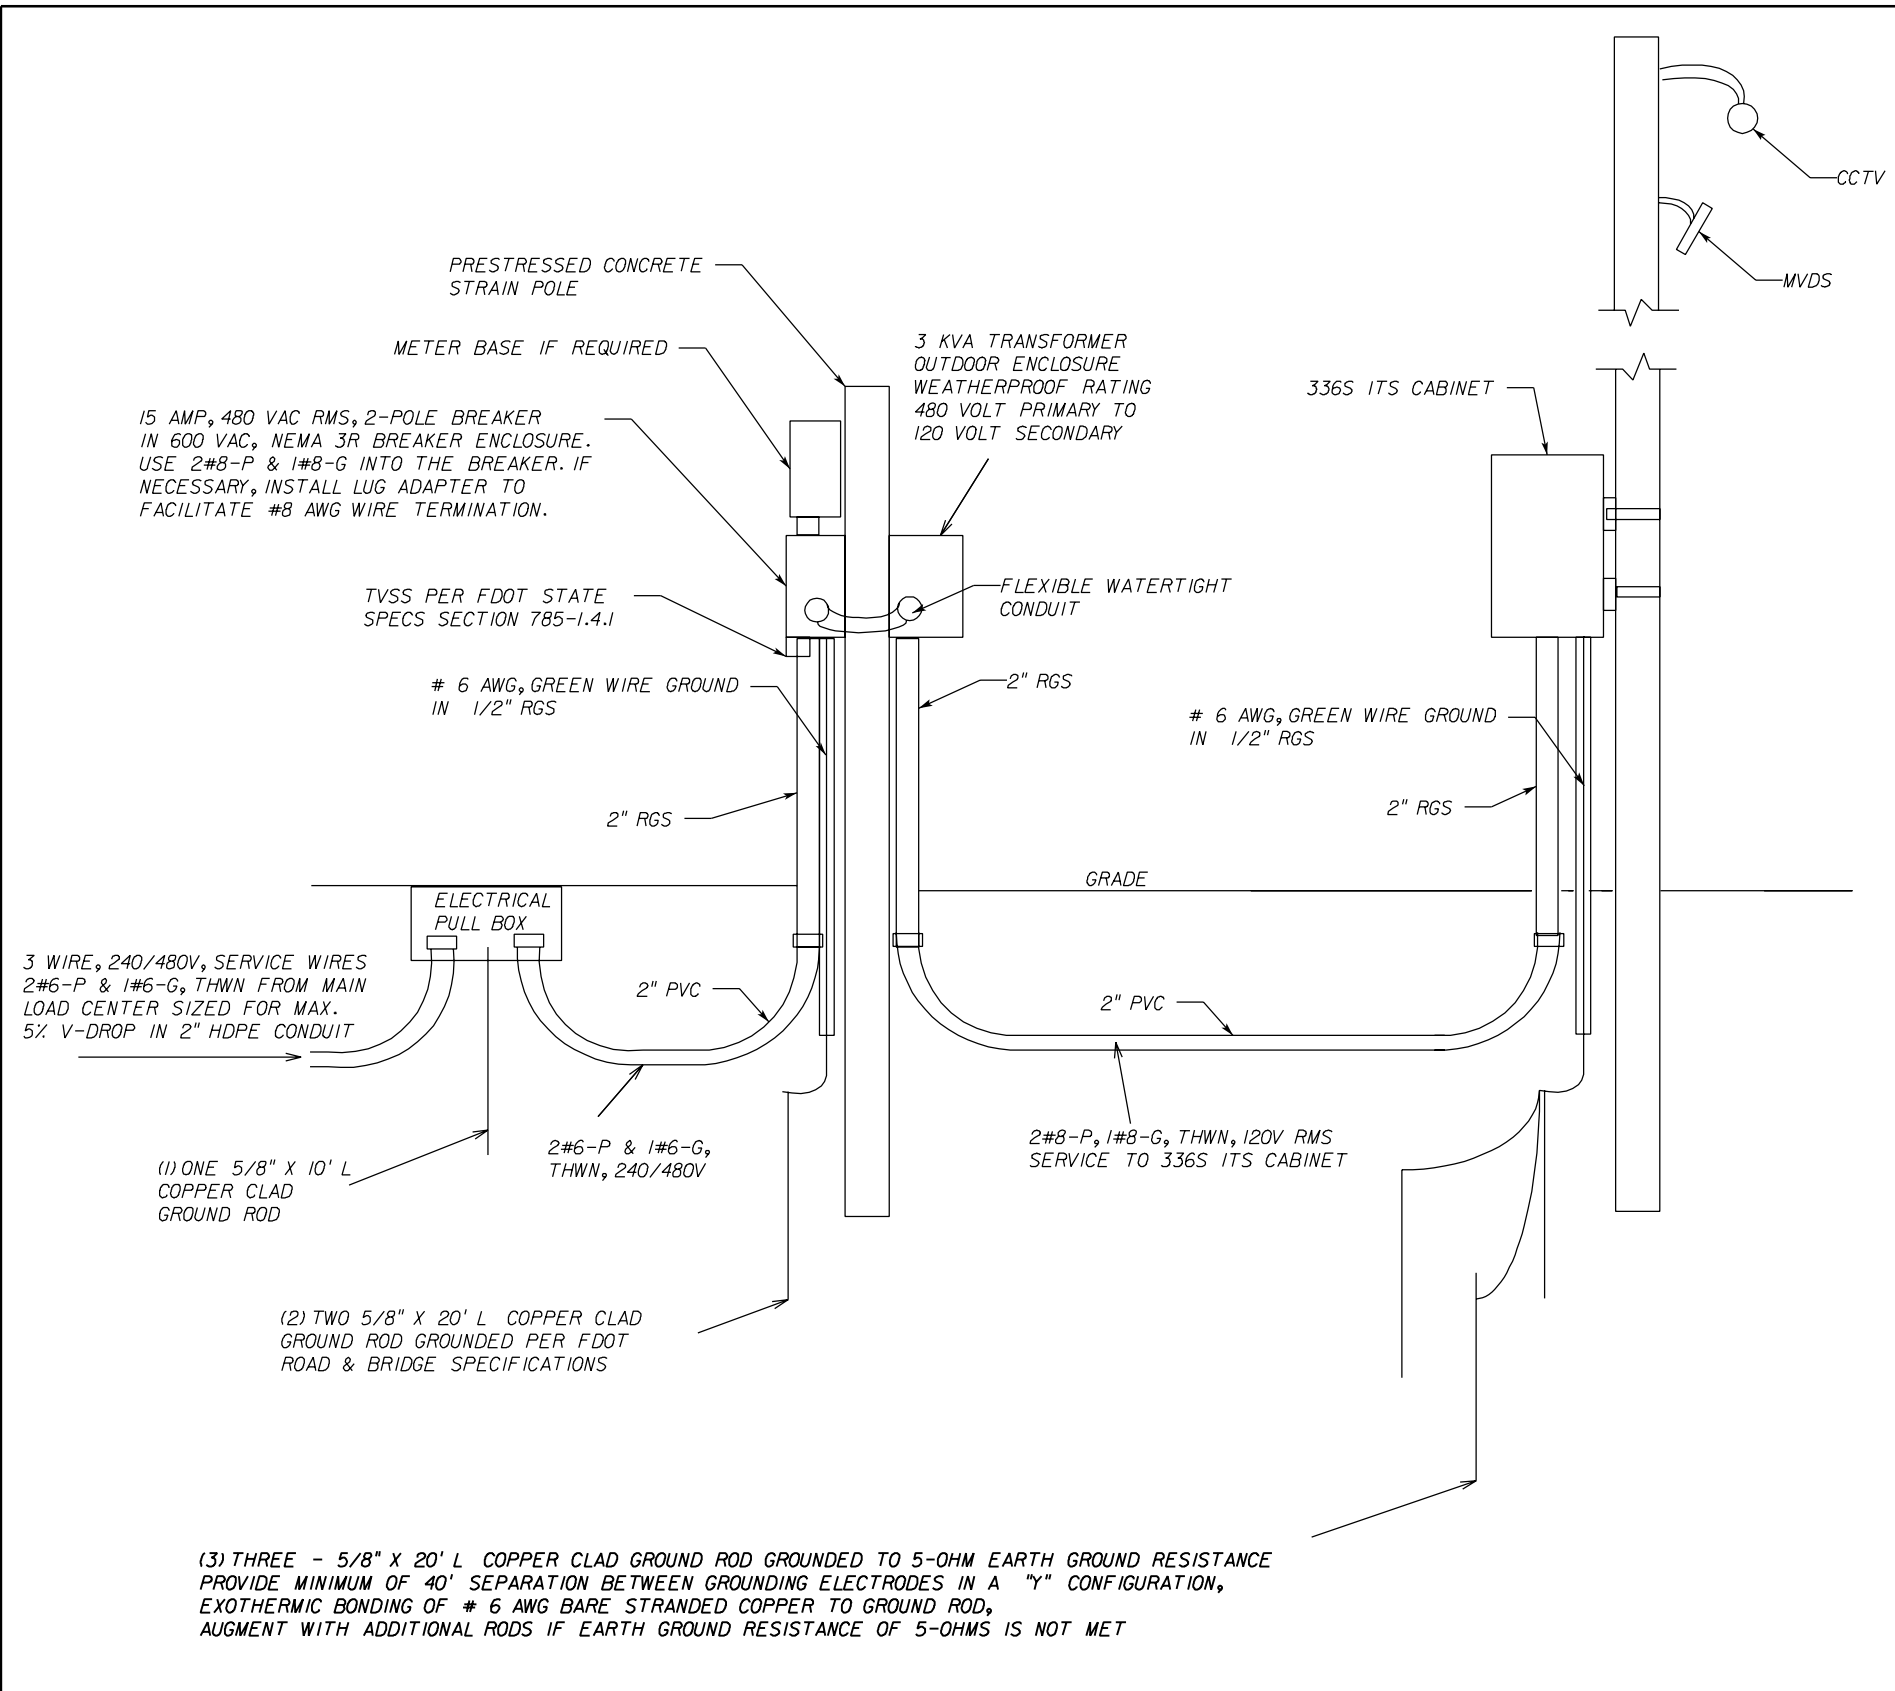 CCTV
MVDS
PRESTRESSED CONCRETE
STRAIN POLE
METER BASE IF REQUIRED
3 KVA TRANSFORMER
OUTDOOR ENCLOSURE
WEATHERPROOF RATING
480 VOLT PRIMARY TO
120 VOLT SECONDARY
336S ITS CABINET
15 AMP, 480 VAC RMS, 2-POLE BREAKER
IN 600 VAC, NEMA 3R BREAKER ENCLOSURE.
USE 2#8-P & 1#8-G INTO THE BREAKER. IF
NECESSARY, INSTALL LUG ADAPTER TO
FACILITATE #8 AWG WIRE TERMINATION.
TVSS PER FDOT STATE
SPECS SECTION 785-1.4.1
FLEXIBLE WATERTIGHT
CONDUIT
# 6 AWG, GREEN WIRE GROUND
IN 1/2" RGS
2" RGS
# 6 AWG, GREEN WIRE GROUND
IN 1/2" RGS
2" RGS
2" RGS
GRADE
ELECTRICAL
PULL BOX
3 WIRE, 240/480V, SERVICE WIRES
2#6-P & 1#6-G, THWN FROM MAIN
LOAD CENTER SIZED FOR MAX.
5% V-DROP IN 2" HDPE CONDUIT
2" PVC
2" PVC
2#6-P & 1#6-G,
THWN, 240/480V
2#8-P, 1#8-G, THWN, 120V RMS
SERVICE TO 336S ITS CABINET
(1) ONE 5/8" X 10' L
COPPER CLAD
GROUND ROD
(2) TWO 5/8" X 20' L COPPER CLAD
GROUND ROD GROUNDED PER FDOT
ROAD & BRIDGE SPECIFICATIONS
(3) THREE - 5/8" X 20' L COPPER CLAD GROUND ROD GROUNDED TO 5-OHM EARTH GROUND RESISTANCE
PROVIDE MINIMUM OF 40' SEPARATION BETWEEN GROUNDING ELECTRODES IN A "Y" CONFIGURATION,
EXOTHERMIC BONDING OF # 6 AWG BARE STRANDED COPPER TO GROUND ROD,
AUGMENT WITH ADDITIONAL RODS IF EARTH GROUND RESISTANCE OF 5-OHMS IS NOT MET